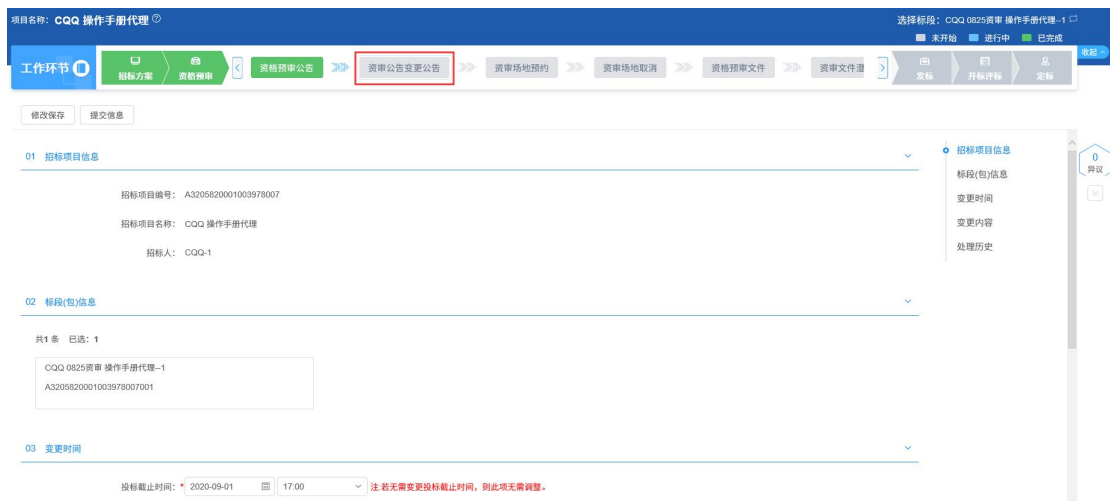 项目名称: CQQ 操作手册代理
选择标段: CQQ 0825资审 操作手册代理--1
未开始 进行中 已完成
收起
工作环节 招标方案 资格预审 资格预审公告 资审公告变更公告 资审场地预约 资审场地取消 资格预审文件 资审文件澄 发标 开标评标 定标
修改保存 提交信息
01 招标项目信息
招标项目编号: A3205820001003978007
招标项目名称: CQQ 操作手册代理
招标人: CQQ-1
02 标段(包)信息
共1 条 已选: 1
CQQ 0825资审 操作手册代理--1
A3205820001003978007001
03 变更时间
投标截止时间: * 2020-09-01 17:00 注:若无需变更投标截止时间，则此项无需调整。
招标项目信息
标段(包)信息
变更时间
变更内容
处理历史
0
异议